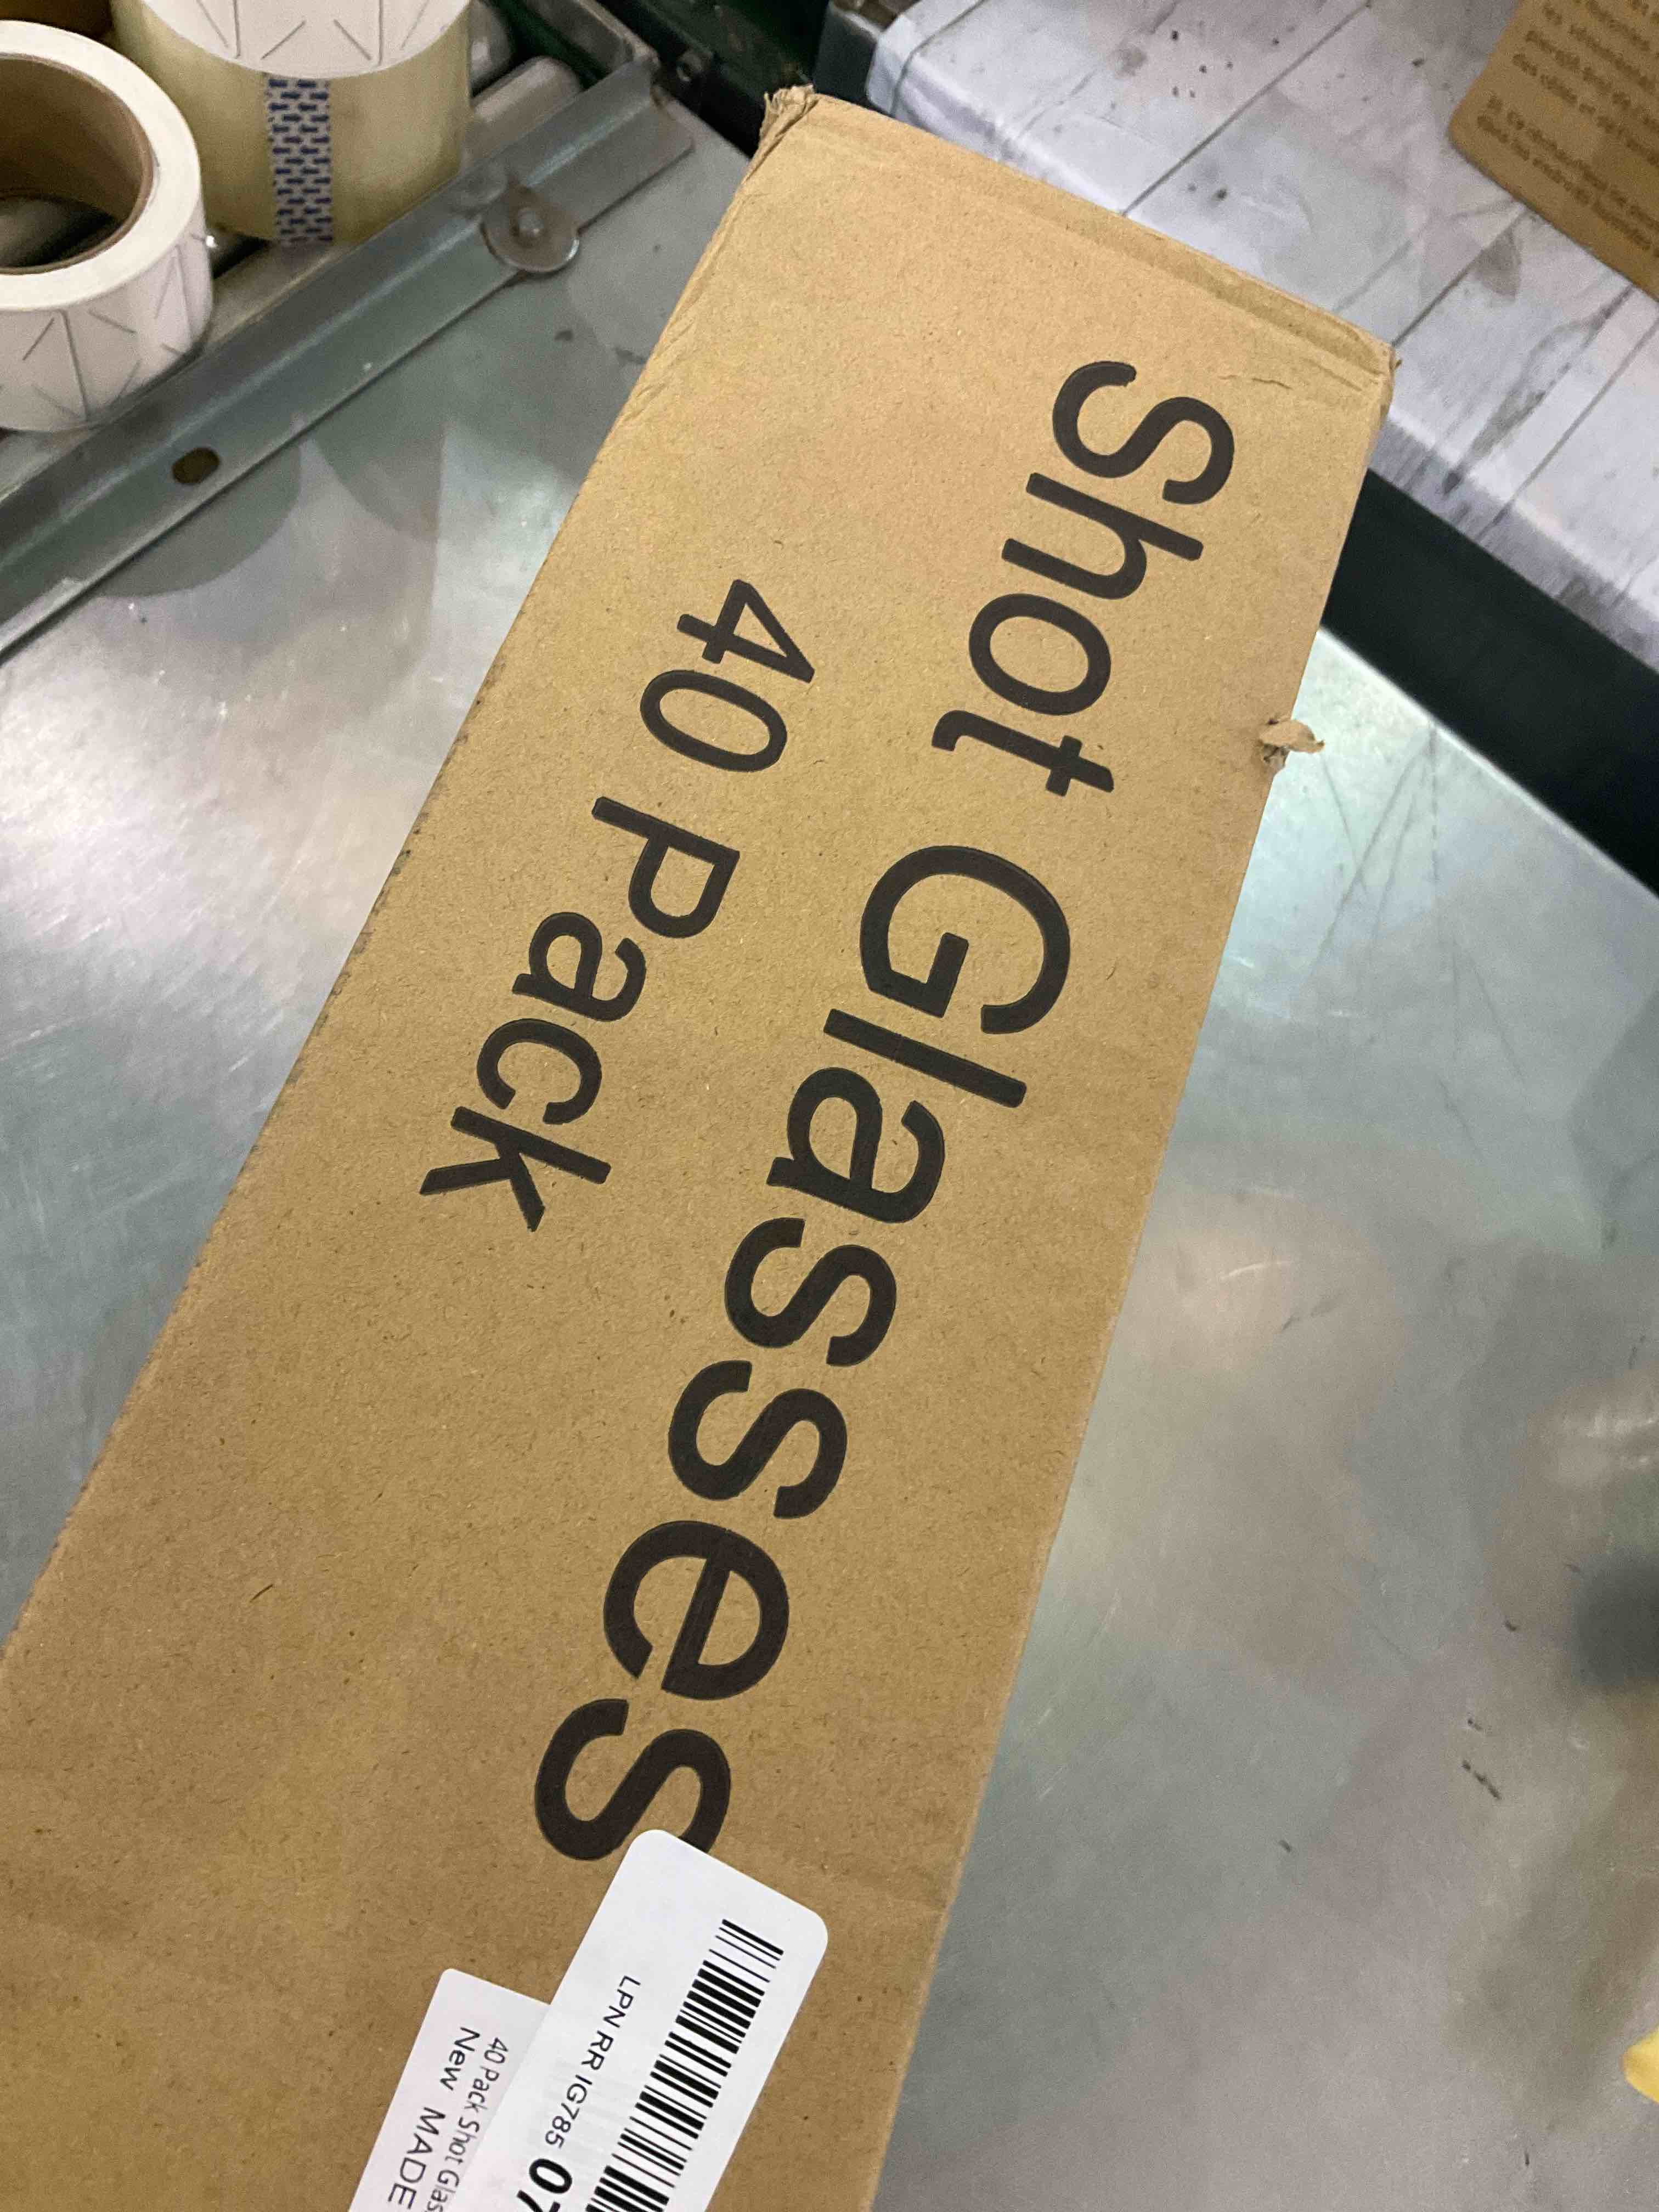 Shot Glasses
40 Pack
LPN RR IG785 07
40 Pack Shot Glas
New MADE